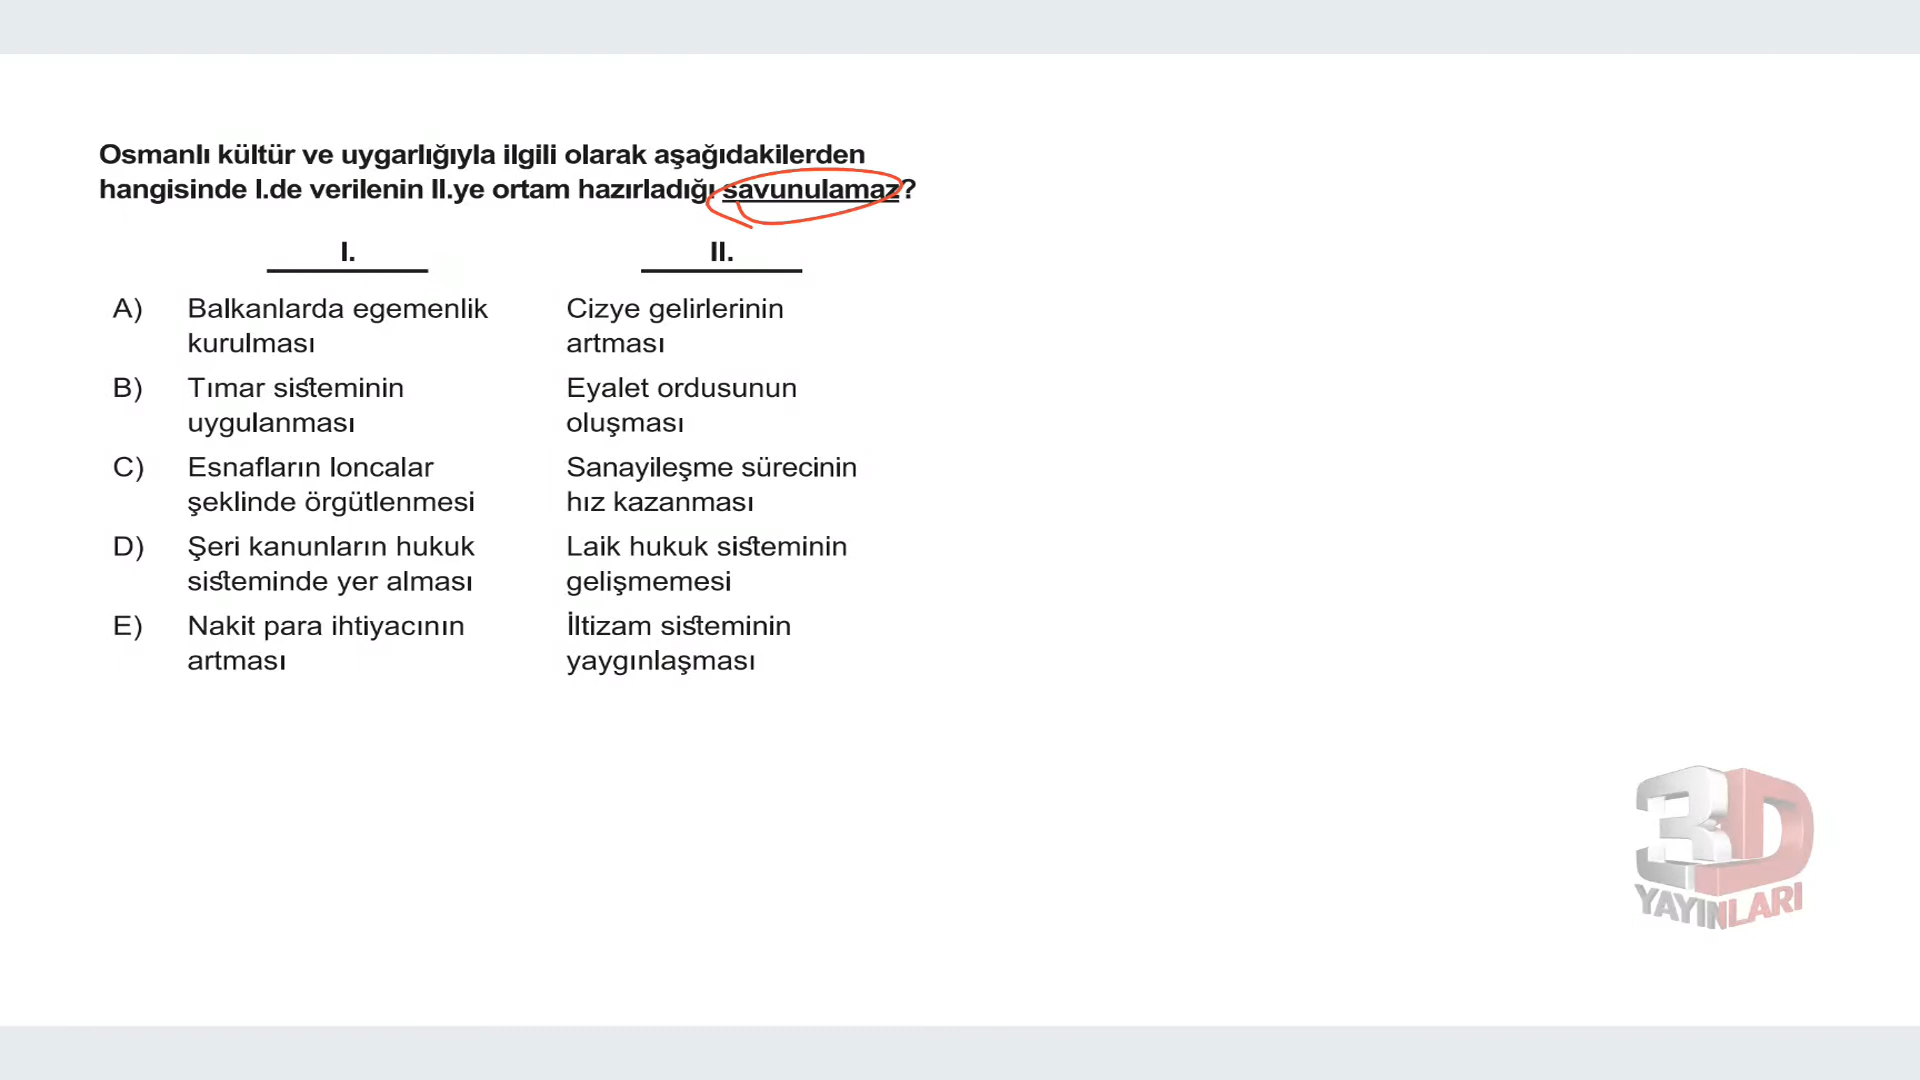 Osmanlı kültür ve uygarlığıyla ilgili olarak aşağıdakilerden
hangisinde I.de verilenin II.ye ortam hazırladığı savunulamaz?
I. II.
A) Balkanlarda egemenlik Cizye gelirlerinin
kurulması artması
B) Tımar sisteminin Eyalet ordusunun
uygulanması oluşması
C) Esnafların loncalar Sanayileşme sürecinin
şeklinde örgütlenmesi hız kazanması
D) Şeri kanunların hukuk Laik hukuk sisteminin
sisteminde yer alması gelişmemesi
E) Nakit para ihtiyacının İltizam sisteminin
artması yaygınlaşması
3D
YAYINLARI